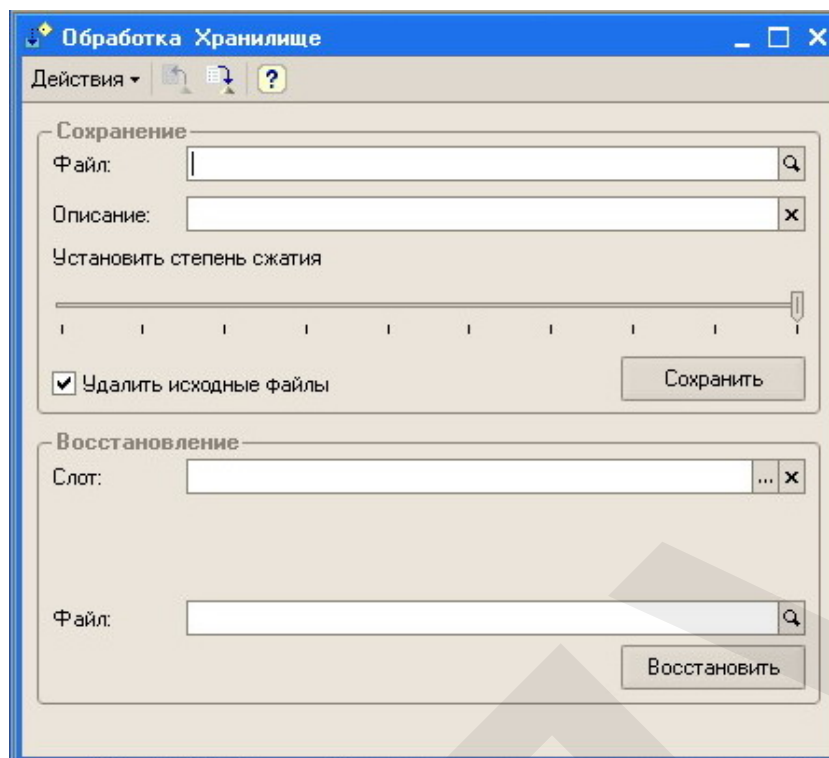 Обработка Хранилище
Действия
Сохранение
Файл:
Описание:
Установить степень сжатия
Удалить исходные файлы
Сохранить
Восстановление
Слот:
Файл:
Восстановить